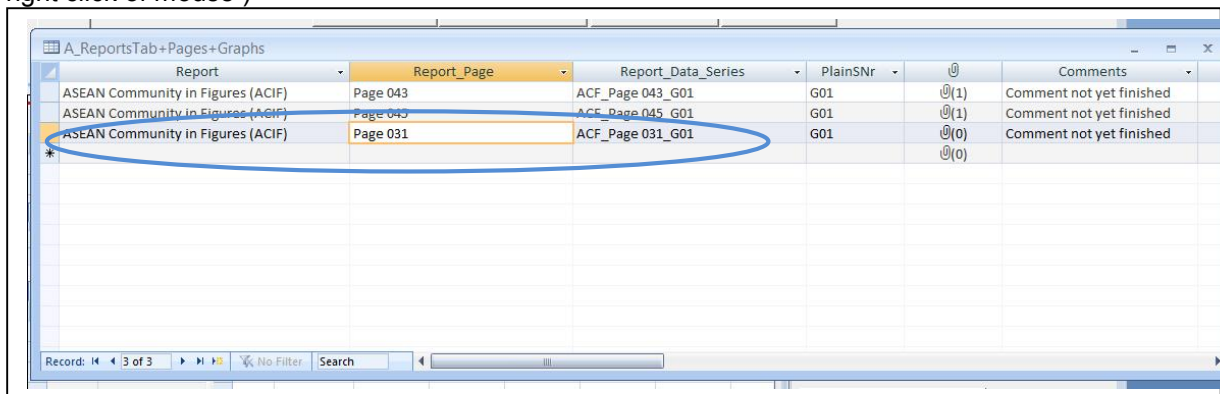 right click of mouse )
A_ReportsTab+Pages+Graphs
Report Report_Page Report_Data_Series PlainSNr Comments
ASEAN Community in Figures (ACIF) Page 043 ACF_Page 043_G01 G01 (1) Comment not yet finished
ASEAN Community in Figures (ACIF) Page 045 ACF_Page 045_G01 G01 (1) Comment not yet finished
ASEAN Community in Figures (ACIF) Page 031 ACF_Page 031_G01 G01 (0) Comment not yet finished
* (0)
Record: 3 of 3 No Filter Search